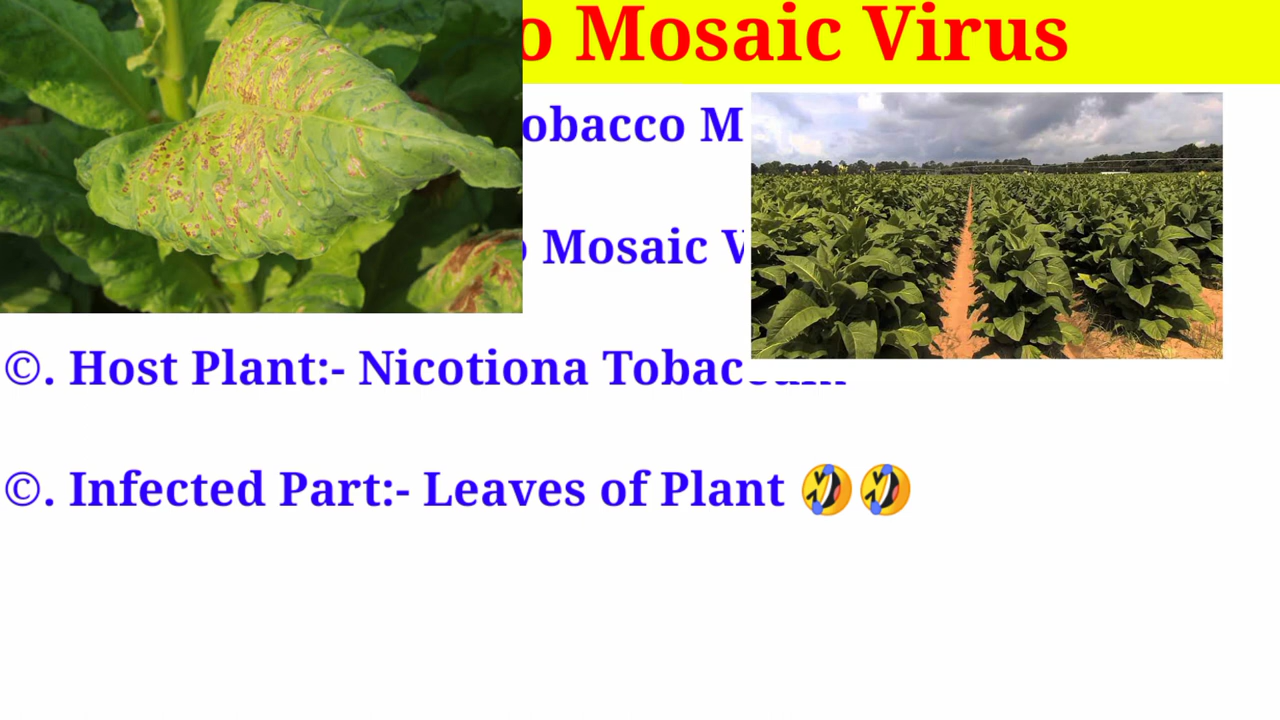 Mosaic Virus
obacco M
Mosaic V
©. Host Plant:- Nicotiona Tobac
©. Infected Part:- Leaves of Plant 🤣🤣